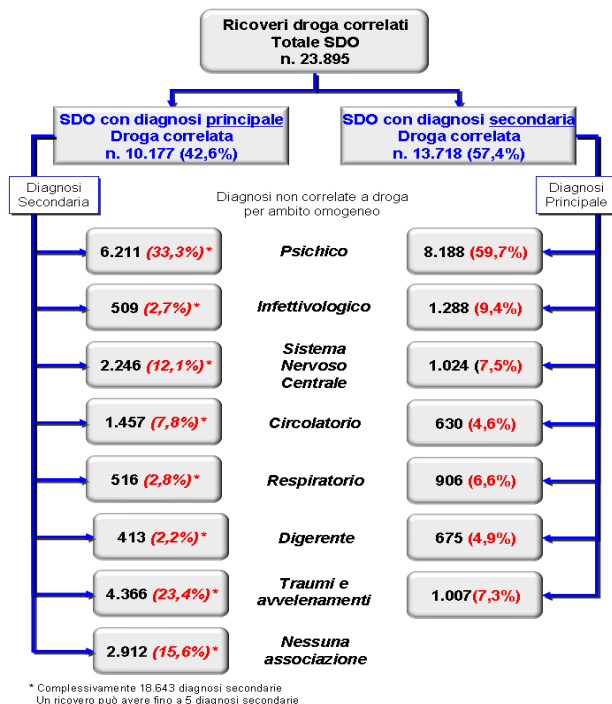 Ricoveri droga correlati
Totale SDO
n. 23.895
SDO con diagnosi principale
Droga correlata
n. 10.177 (42,6%)
SDO con diagnosi secondaria
Droga correlata
n. 13.718 (57,4%)
Diagnosi
Secondaria
Diagnosi non correlate a droga
per ambito omogeneo
Diagnosi
Principale
6.211 (33,3%)*
Psichico
8.188 (59,7%)
509 (2,7%)*
Infettivologico
1.288 (9,4%)
2.246 (12,1%)*
Sistema
Nervoso
Centrale
1.024 (7,5%)
1.457 (7,8%)*
Circolatorio
630 (4,6%)
516 (2,8%)*
Respiratorio
906 (6,6%)
413 (2,2%)*
Digerente
675 (4,9%)
4.366 (23,4%)*
Traumi e
avvelenamenti
1.007(7,3%)
2.912 (15,6%)*
Nessuna
associazione
* Complessivamente 18.643 diagnosi secondarie
Un ricovero può avere fino a 5 diagnosi secondarie